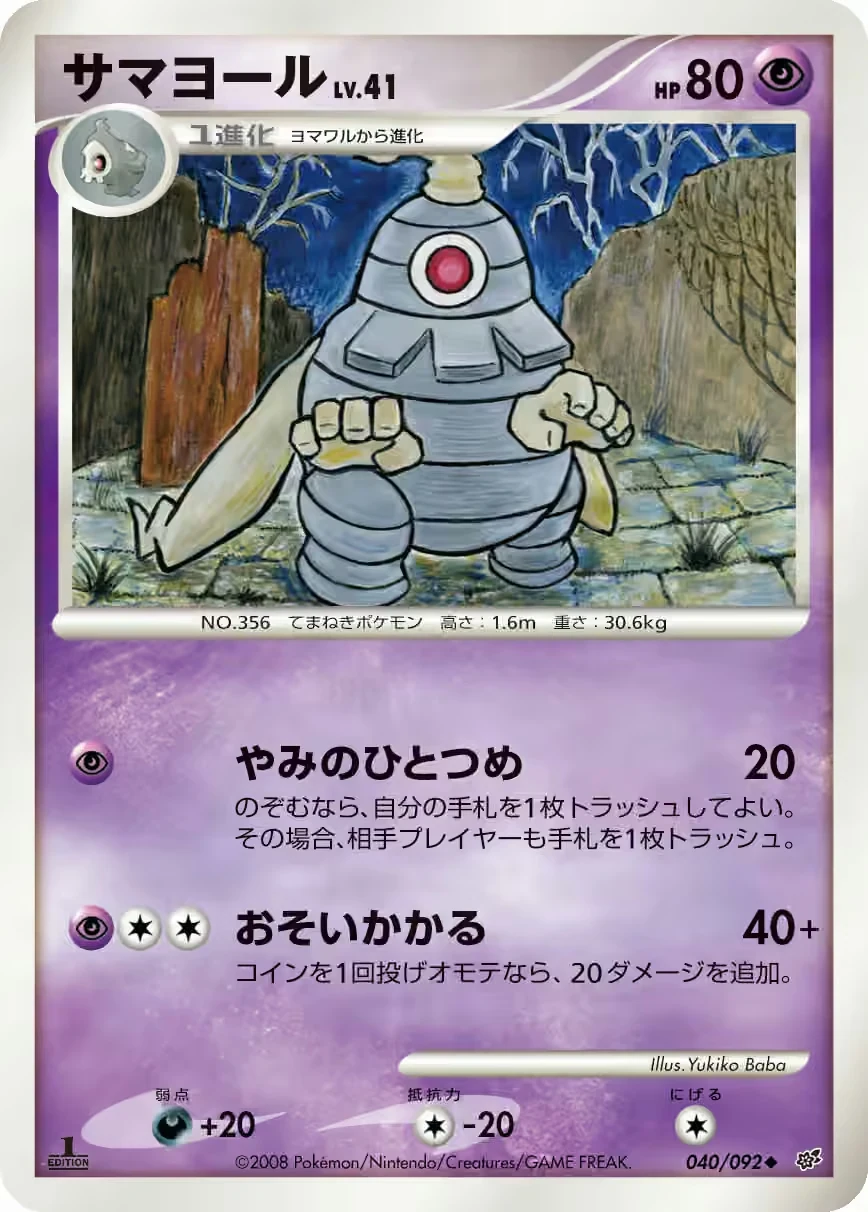 サマヨール LV.41 HP 80
1進化 ヨマワルから進化
NO.356 てまねきポケモン 高さ：1.6m 重さ：30.6kg
やみのひとつめ 20
のぞむなら、自分の手札を1枚トラッシュしてよい。
その場合、相手プレイヤーも手札を1枚トラッシュ。
おそいかかる 40+
コインを1回投げオモテなら、20ダメージを追加。
Illus.Yukiko Baba
弱点 抵抗力 にげる
+20 -20
1 EDITION
©2008 Pokémon/Nintendo/Creatures/GAME FREAK. 040/092◆